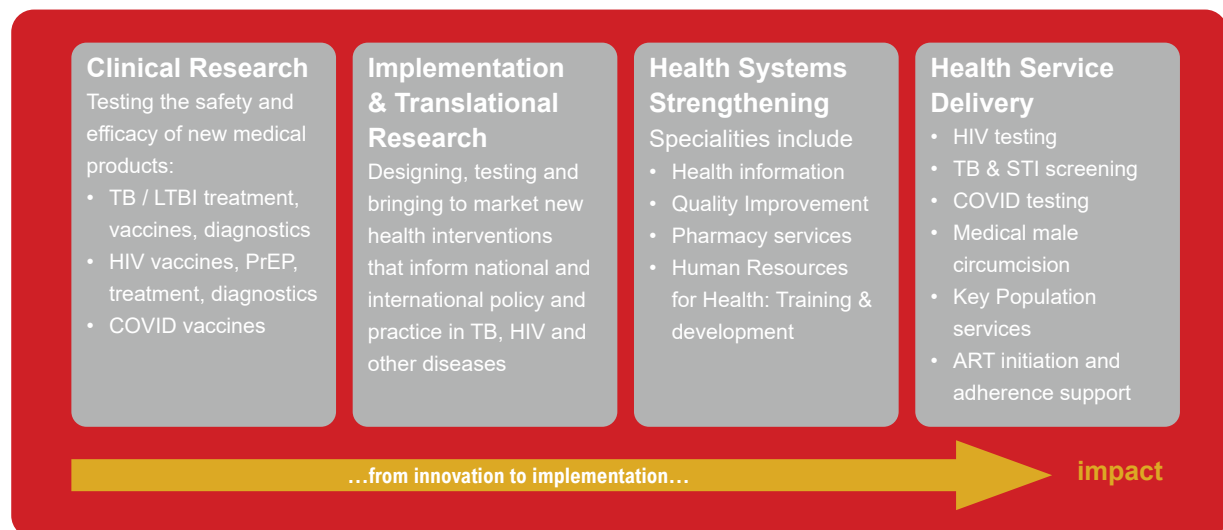 Clinical Research
Testing the safety and
efficacy of new medical
products:
• TB / LTBI treatment,
vaccines, diagnostics
• HIV vaccines, PrEP,
treatment, diagnostics
• COVID vaccines
Implementation
& Translational
Research
Designing, testing and
bringing to market new
health interventions
that inform national and
international policy and
practice in TB, HIV and
other diseases
Health Systems
Strengthening
Specialities include
• Health information
• Quality Improvement
• Pharmacy services
• Human Resources
for Health: Training &
development
Health Service
Delivery
• HIV testing
• TB & STI screening
• COVID testing
• Medical male
circumcision
• Key Population
services
• ART initiation and
adherence support
…from innovation to implementation…
impact